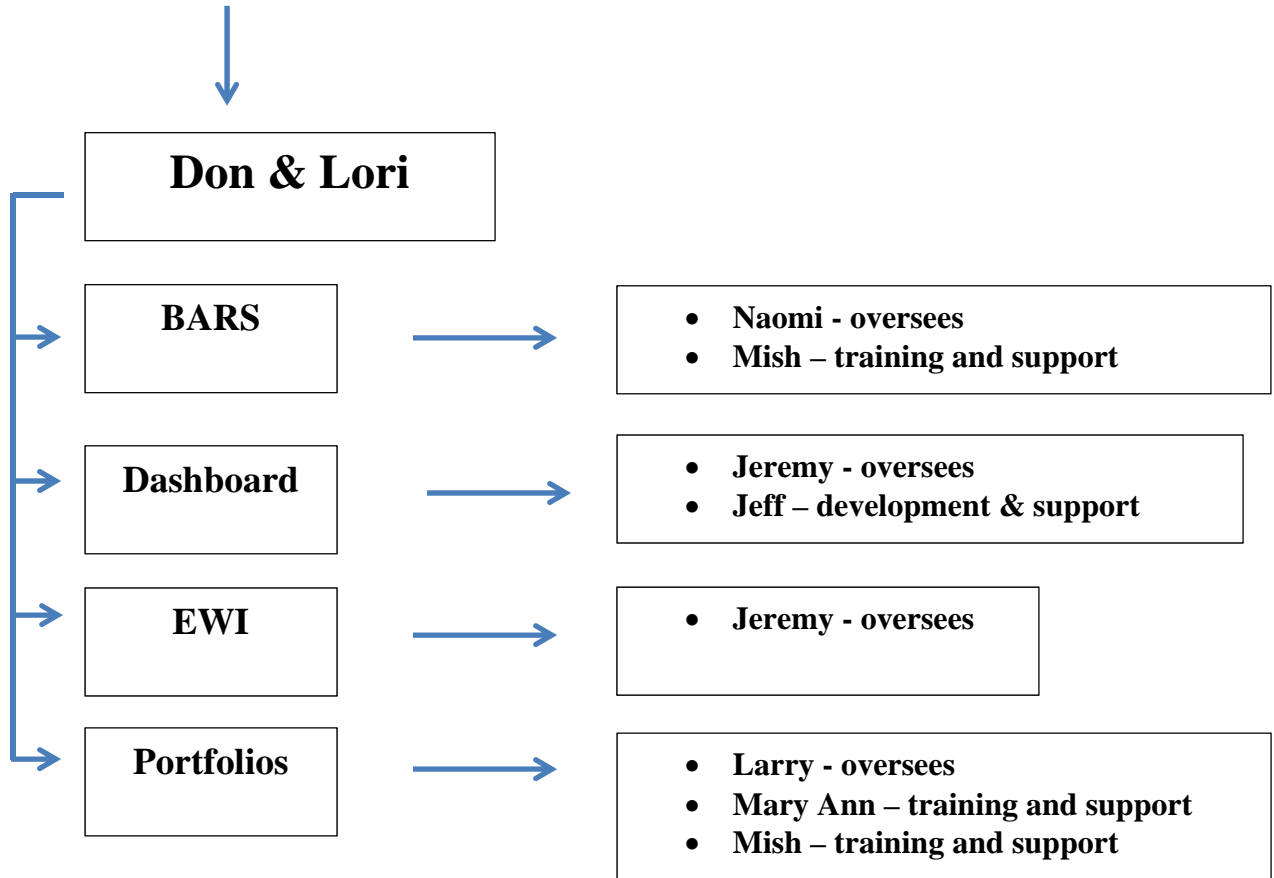 Don & Lori
BARS
• Naomi - oversees
• Mish – training and support
Dashboard
• Jeremy - oversees
• Jeff – development & support
EWI
• Jeremy - oversees
Portfolios
• Larry - oversees
• Mary Ann – training and support
• Mish – training and support